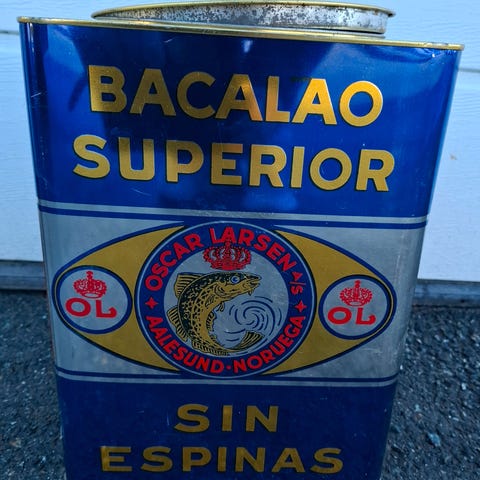 BACALAO
SUPERIOR
OSCAR LARSEN A/S
AALESUND-NORUEGA
OL
OL
SIN
ESPINAS